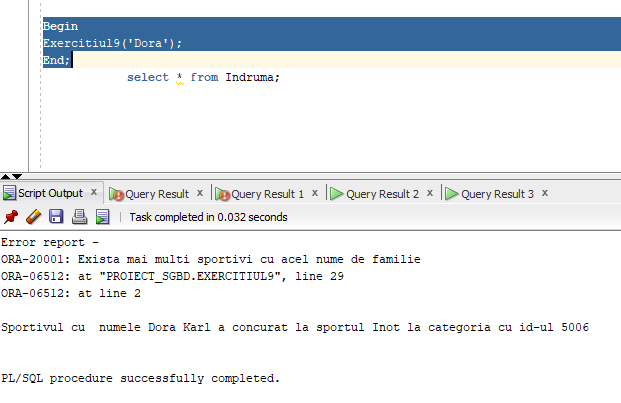 Begin
Exercitiul9('Dora');
End;
select * from Indruma;
Script Output x
Query Result x
Query Result 1 x
Query Result 2 x
Query Result 3 x
Task completed in 0.032 seconds
Error report -
ORA-20001: Exista mai multi sportivi cu acel nume de familie
ORA-06512: at "PROIECT_SGBD.EXERCITIUL9", line 29
ORA-06512: at line 2
Sportivul cu  numele Dora Karl a concurat la sportul Inot la categoria cu id-ul 5006
PL/SQL procedure successfully completed.